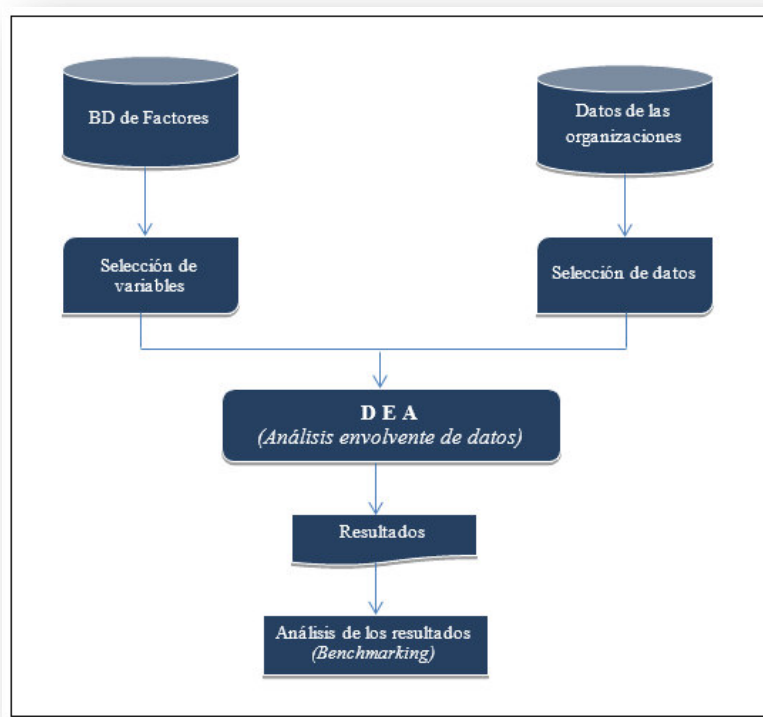 BD de Factores
Datos de las
organizaciones
Selección de
variables
Selección de datos
D E A
(Análisis envolvente de datos)
Resultados
Análisis de los resultados
(Benchmarking)